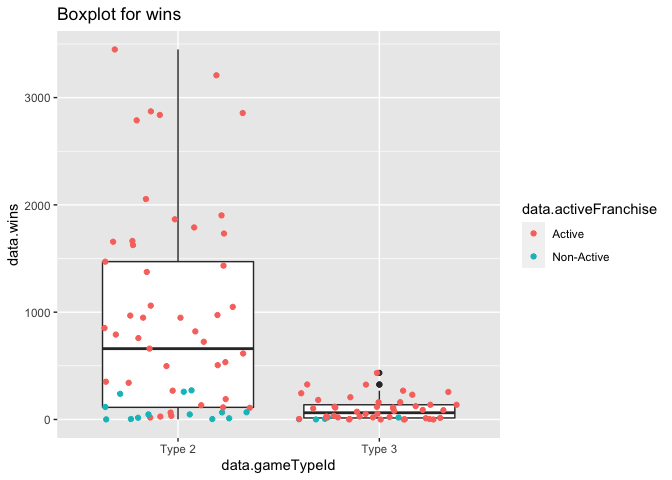 Boxplot for wins
data.wins
3000
2000
1000
0
Type 2
Type 3
data.gameTypeId
data.activeFranchise
Active
Non-Active